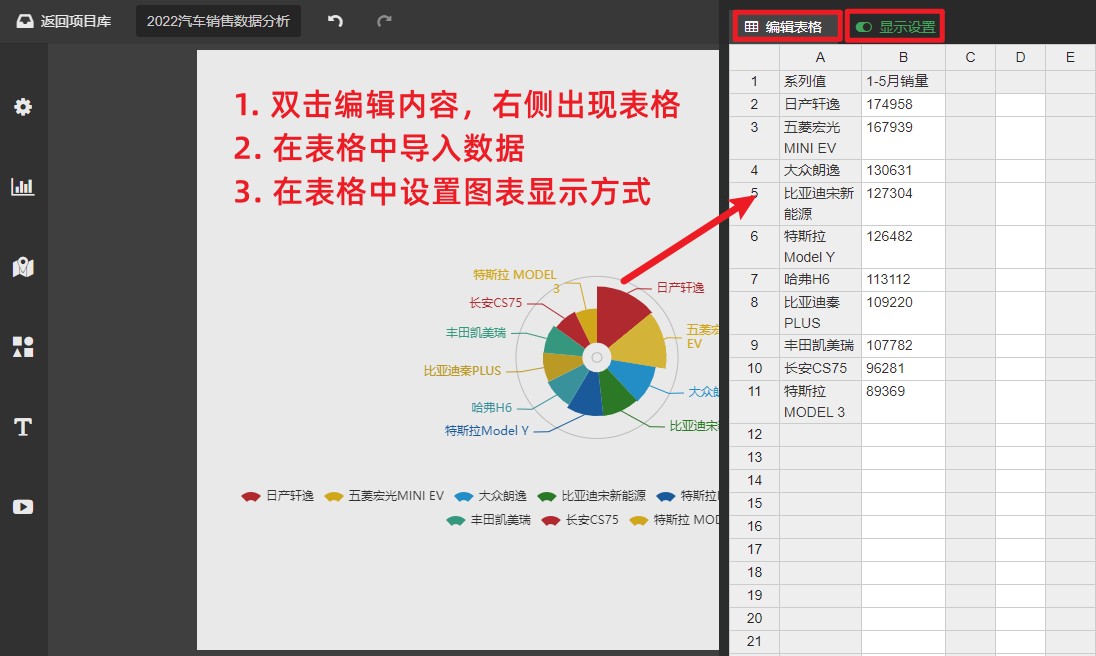 返回项目库
2022汽车销售数据分析
编辑表格
显示设置
1. 双击编辑内容，右侧出现表格
2. 在表格中导入数据
3. 在表格中设置图表显示方式
特斯拉 MODEL
3
日产轩逸
长安CS75
丰田凯美瑞
五菱宏
EV
比亚迪秦PLUS
大众朗
哈弗H6
比亚迪宋
特斯拉Model Y
日产轩逸 五菱宏光MINI EV 大众朗逸 比亚迪宋新能源 特斯拉
丰田凯美瑞 长安CS75 特斯拉 MOD
A B C D E
1 系列值 1-5月销量
2 日产轩逸 174958
3 五菱宏光 167939
MINI EV
4 大众朗逸 130631
5 比亚迪宋新 127304
能源
6 特斯拉 126482
Model Y
7 哈弗H6 113112
8 比亚迪秦 109220
PLUS
9 丰田凯美瑞 107782
10 长安CS75 96281
11 特斯拉 89369
MODEL 3
12
13
14
15
16
17
18
19
20
21